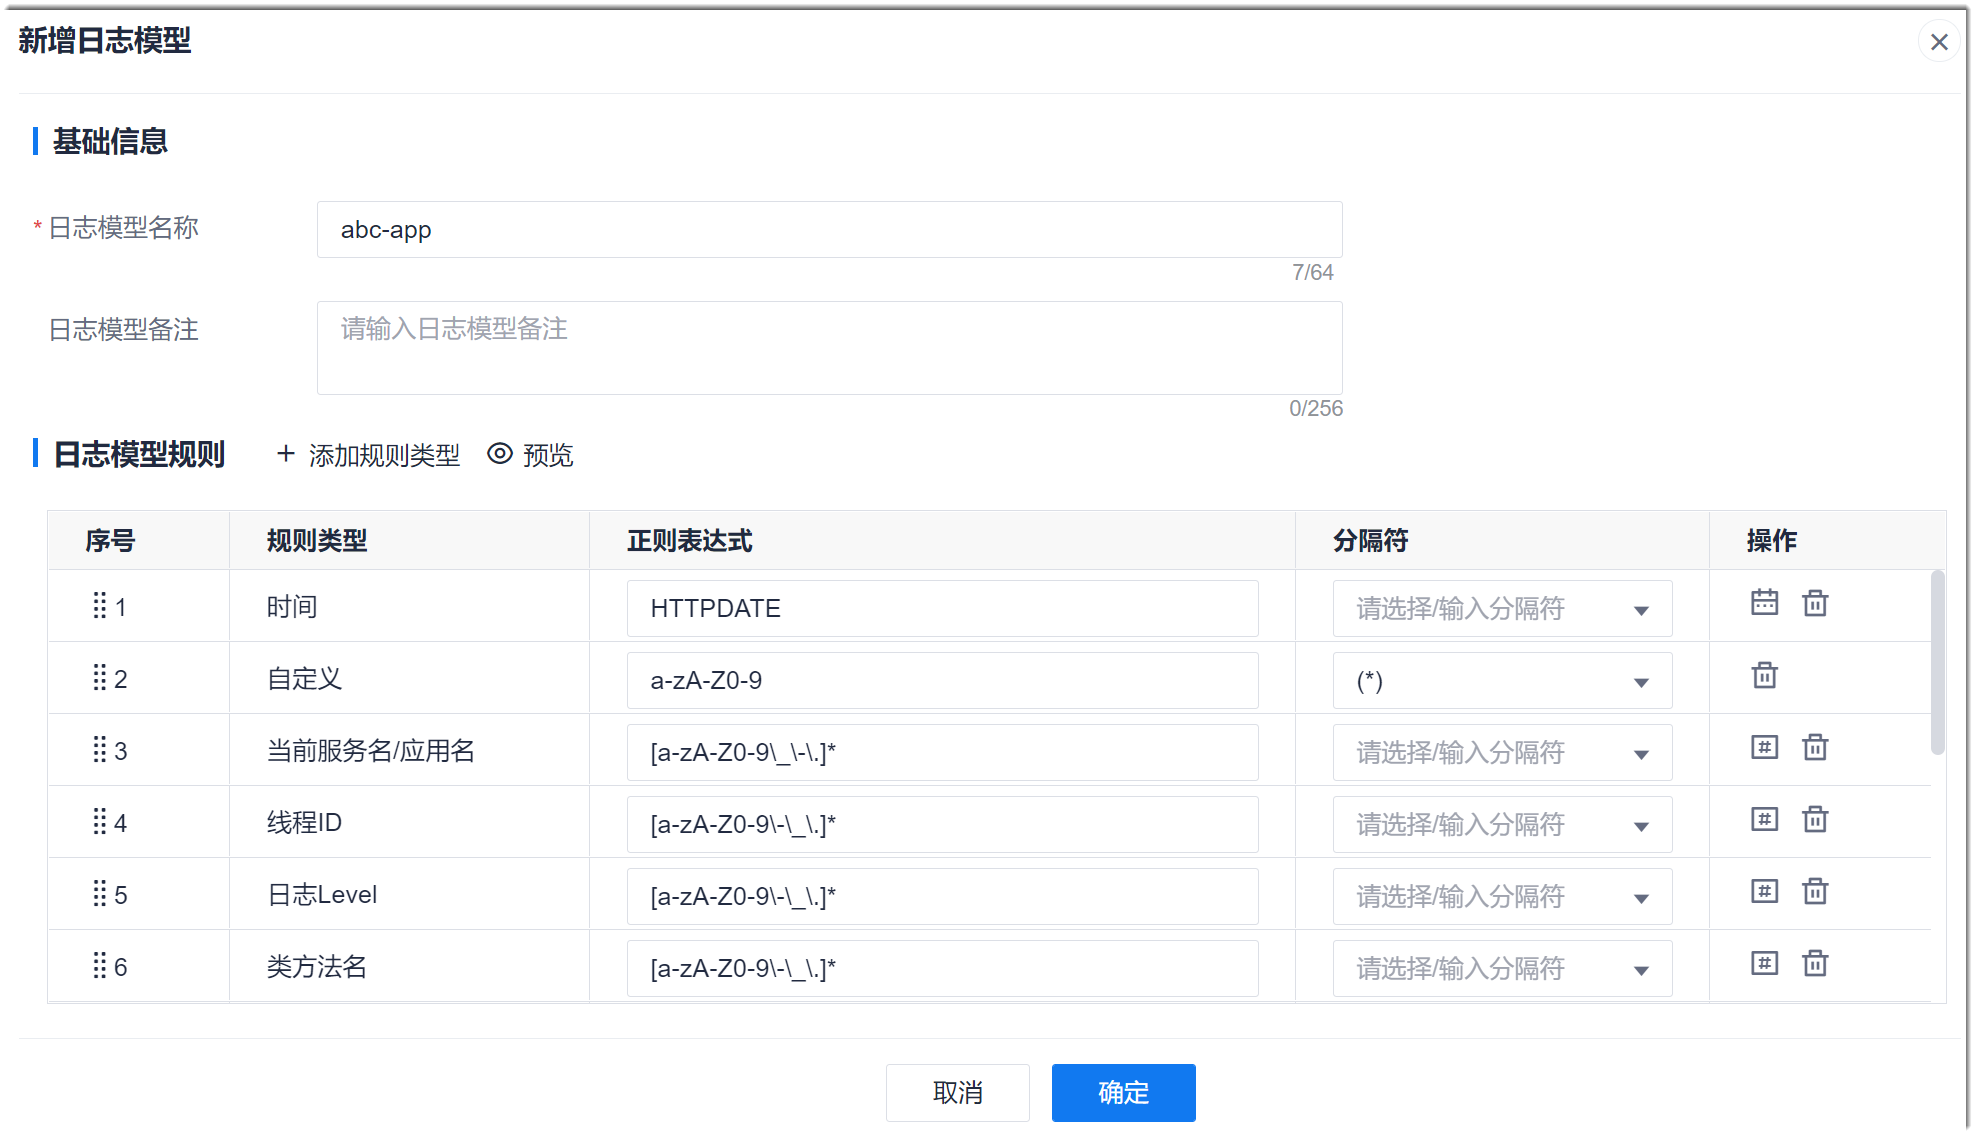 新增日志模型
基础信息
* 日志模型名称 abc-app
7/64
日志模型备注 请输入日志模型备注
0/256
日志模型规则 + 添加规则类型 预览
序号 规则类型 正则表达式 分隔符 操作
1 时间 HTTPDATE 请选择/输入分隔符
2 自定义 a-zA-Z0-9 (*)
3 当前服务名/应用名 [a-zA-Z0-9\_\-\.]* 请选择/输入分隔符
4 线程ID [a-zA-Z0-9\-\_\.]* 请选择/输入分隔符
5 日志Level [a-zA-Z0-9\-\_\.]* 请选择/输入分隔符
6 类方法名 [a-zA-Z0-9\-\_\.]* 请选择/输入分隔符
取消 确定